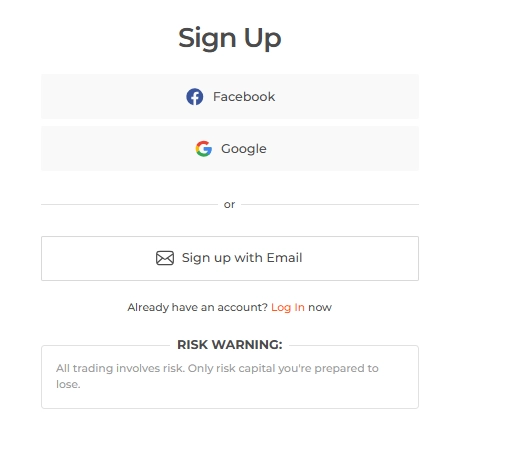 Sign Up
Facebook
Google
or
Sign up with Email
Already have an account? Log In now
RISK WARNING:
All trading involves risk. Only risk capital you're prepared to
lose.